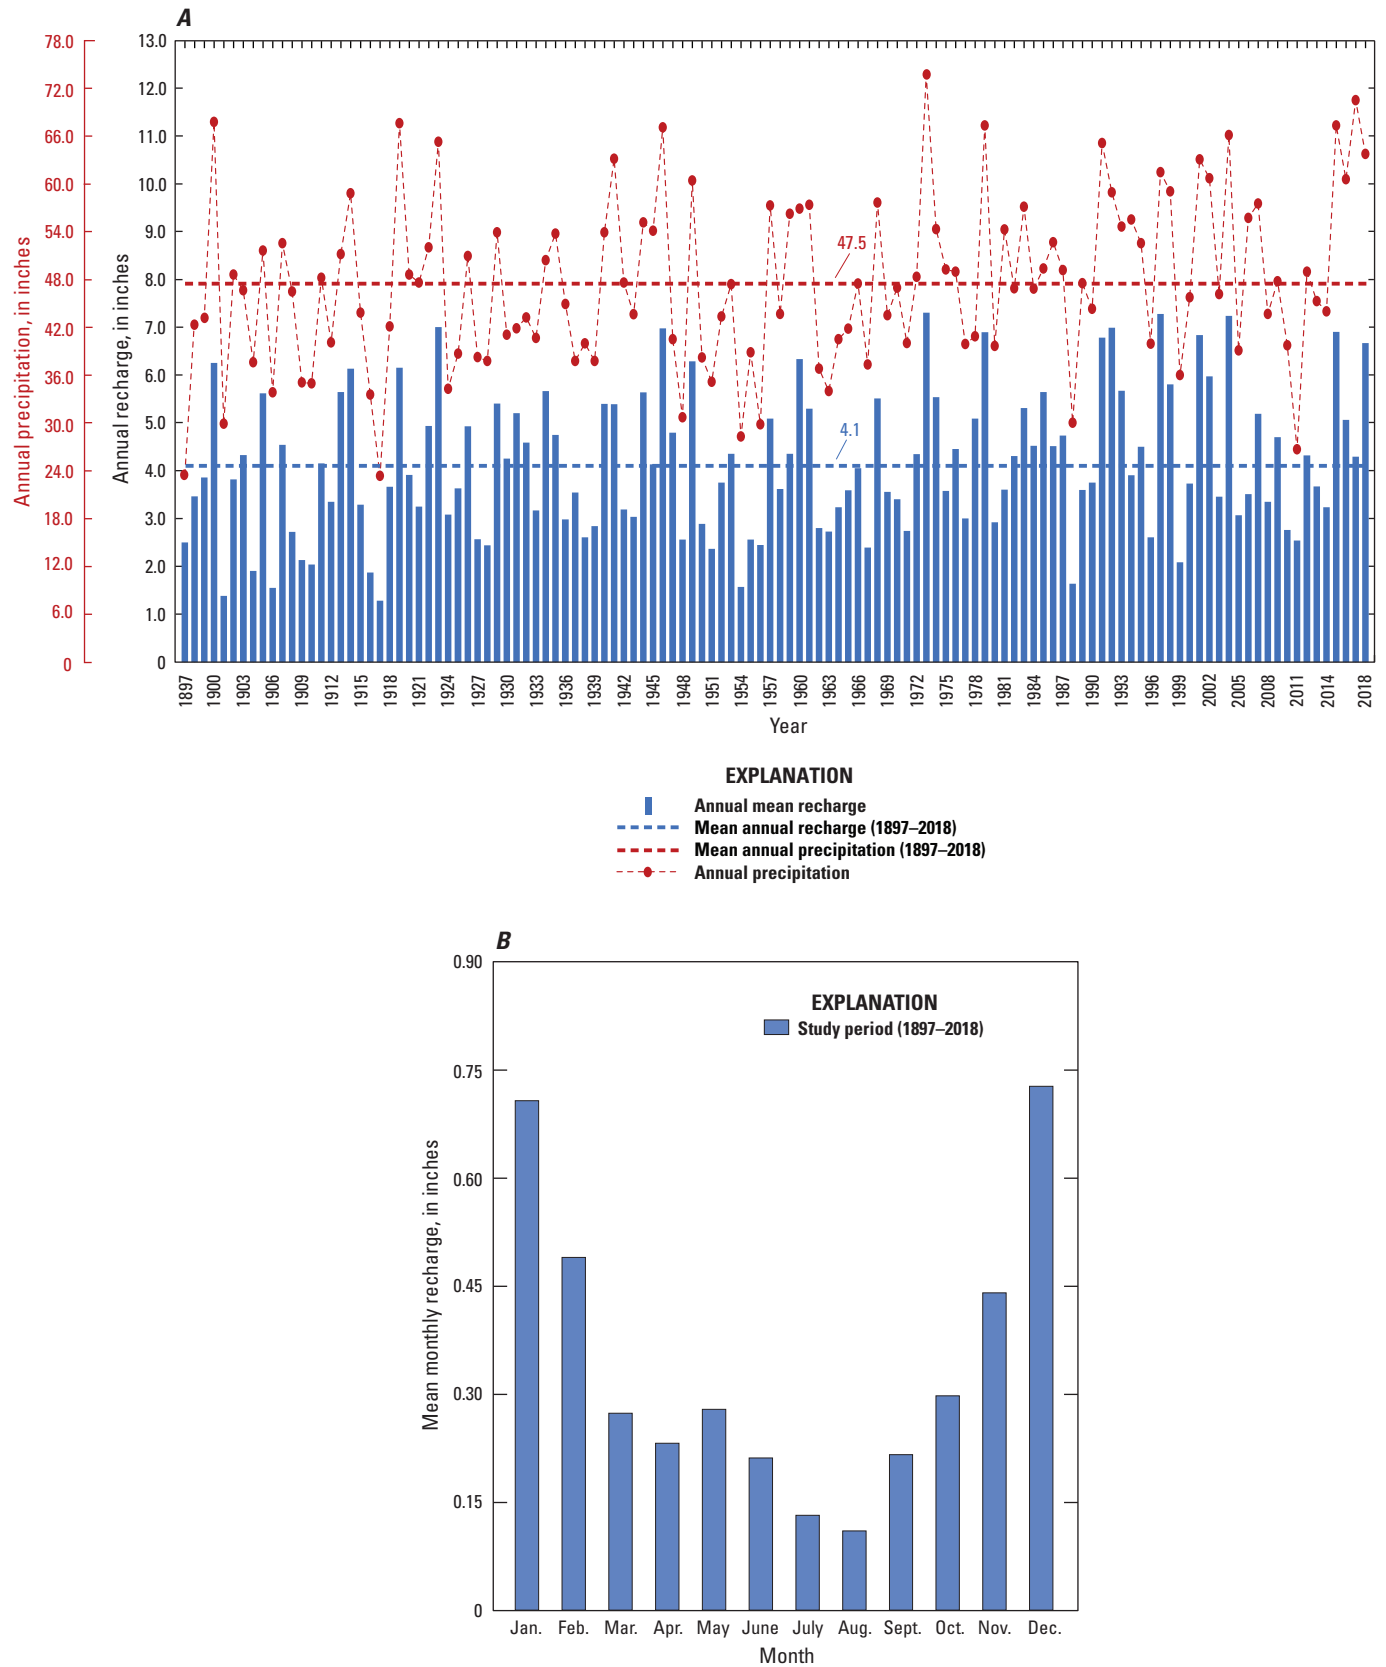 A
78.0
72.0
66.0
60.0
54.0
48.0
42.0
36.0
30.0
24.0
18.0
12.0
6.0
0
Annual precipitation, in inches
13.0
12.0
11.0
10.0
9.0
8.0
7.0
6.0
5.0
4.0
3.0
2.0
1.0
0
Annual recharge, in inches
47.5
4.1
1897 1900 1903 1906 1909 1912 1915 1918 1921 1924 1927 1930 1933 1936 1939 1942 1945 1948 1951 1954 1957 1960 1963 1966 1969 1972 1975 1978 1981 1984 1987 1990 1993 1996 1999 2002 2005 2008 2011 2014 2018
Year
EXPLANATION
Annual mean recharge
Mean annual recharge (1897–2018)
Mean annual precipitation (1897–2018)
Annual precipitation
B
0.90
0.75
0.60
0.45
0.30
0.15
0
Mean monthly recharge, in inches
EXPLANATION
Study period (1897–2018)
Jan. Feb. Mar. Apr. May June July Aug. Sept. Oct. Nov. Dec.
Month